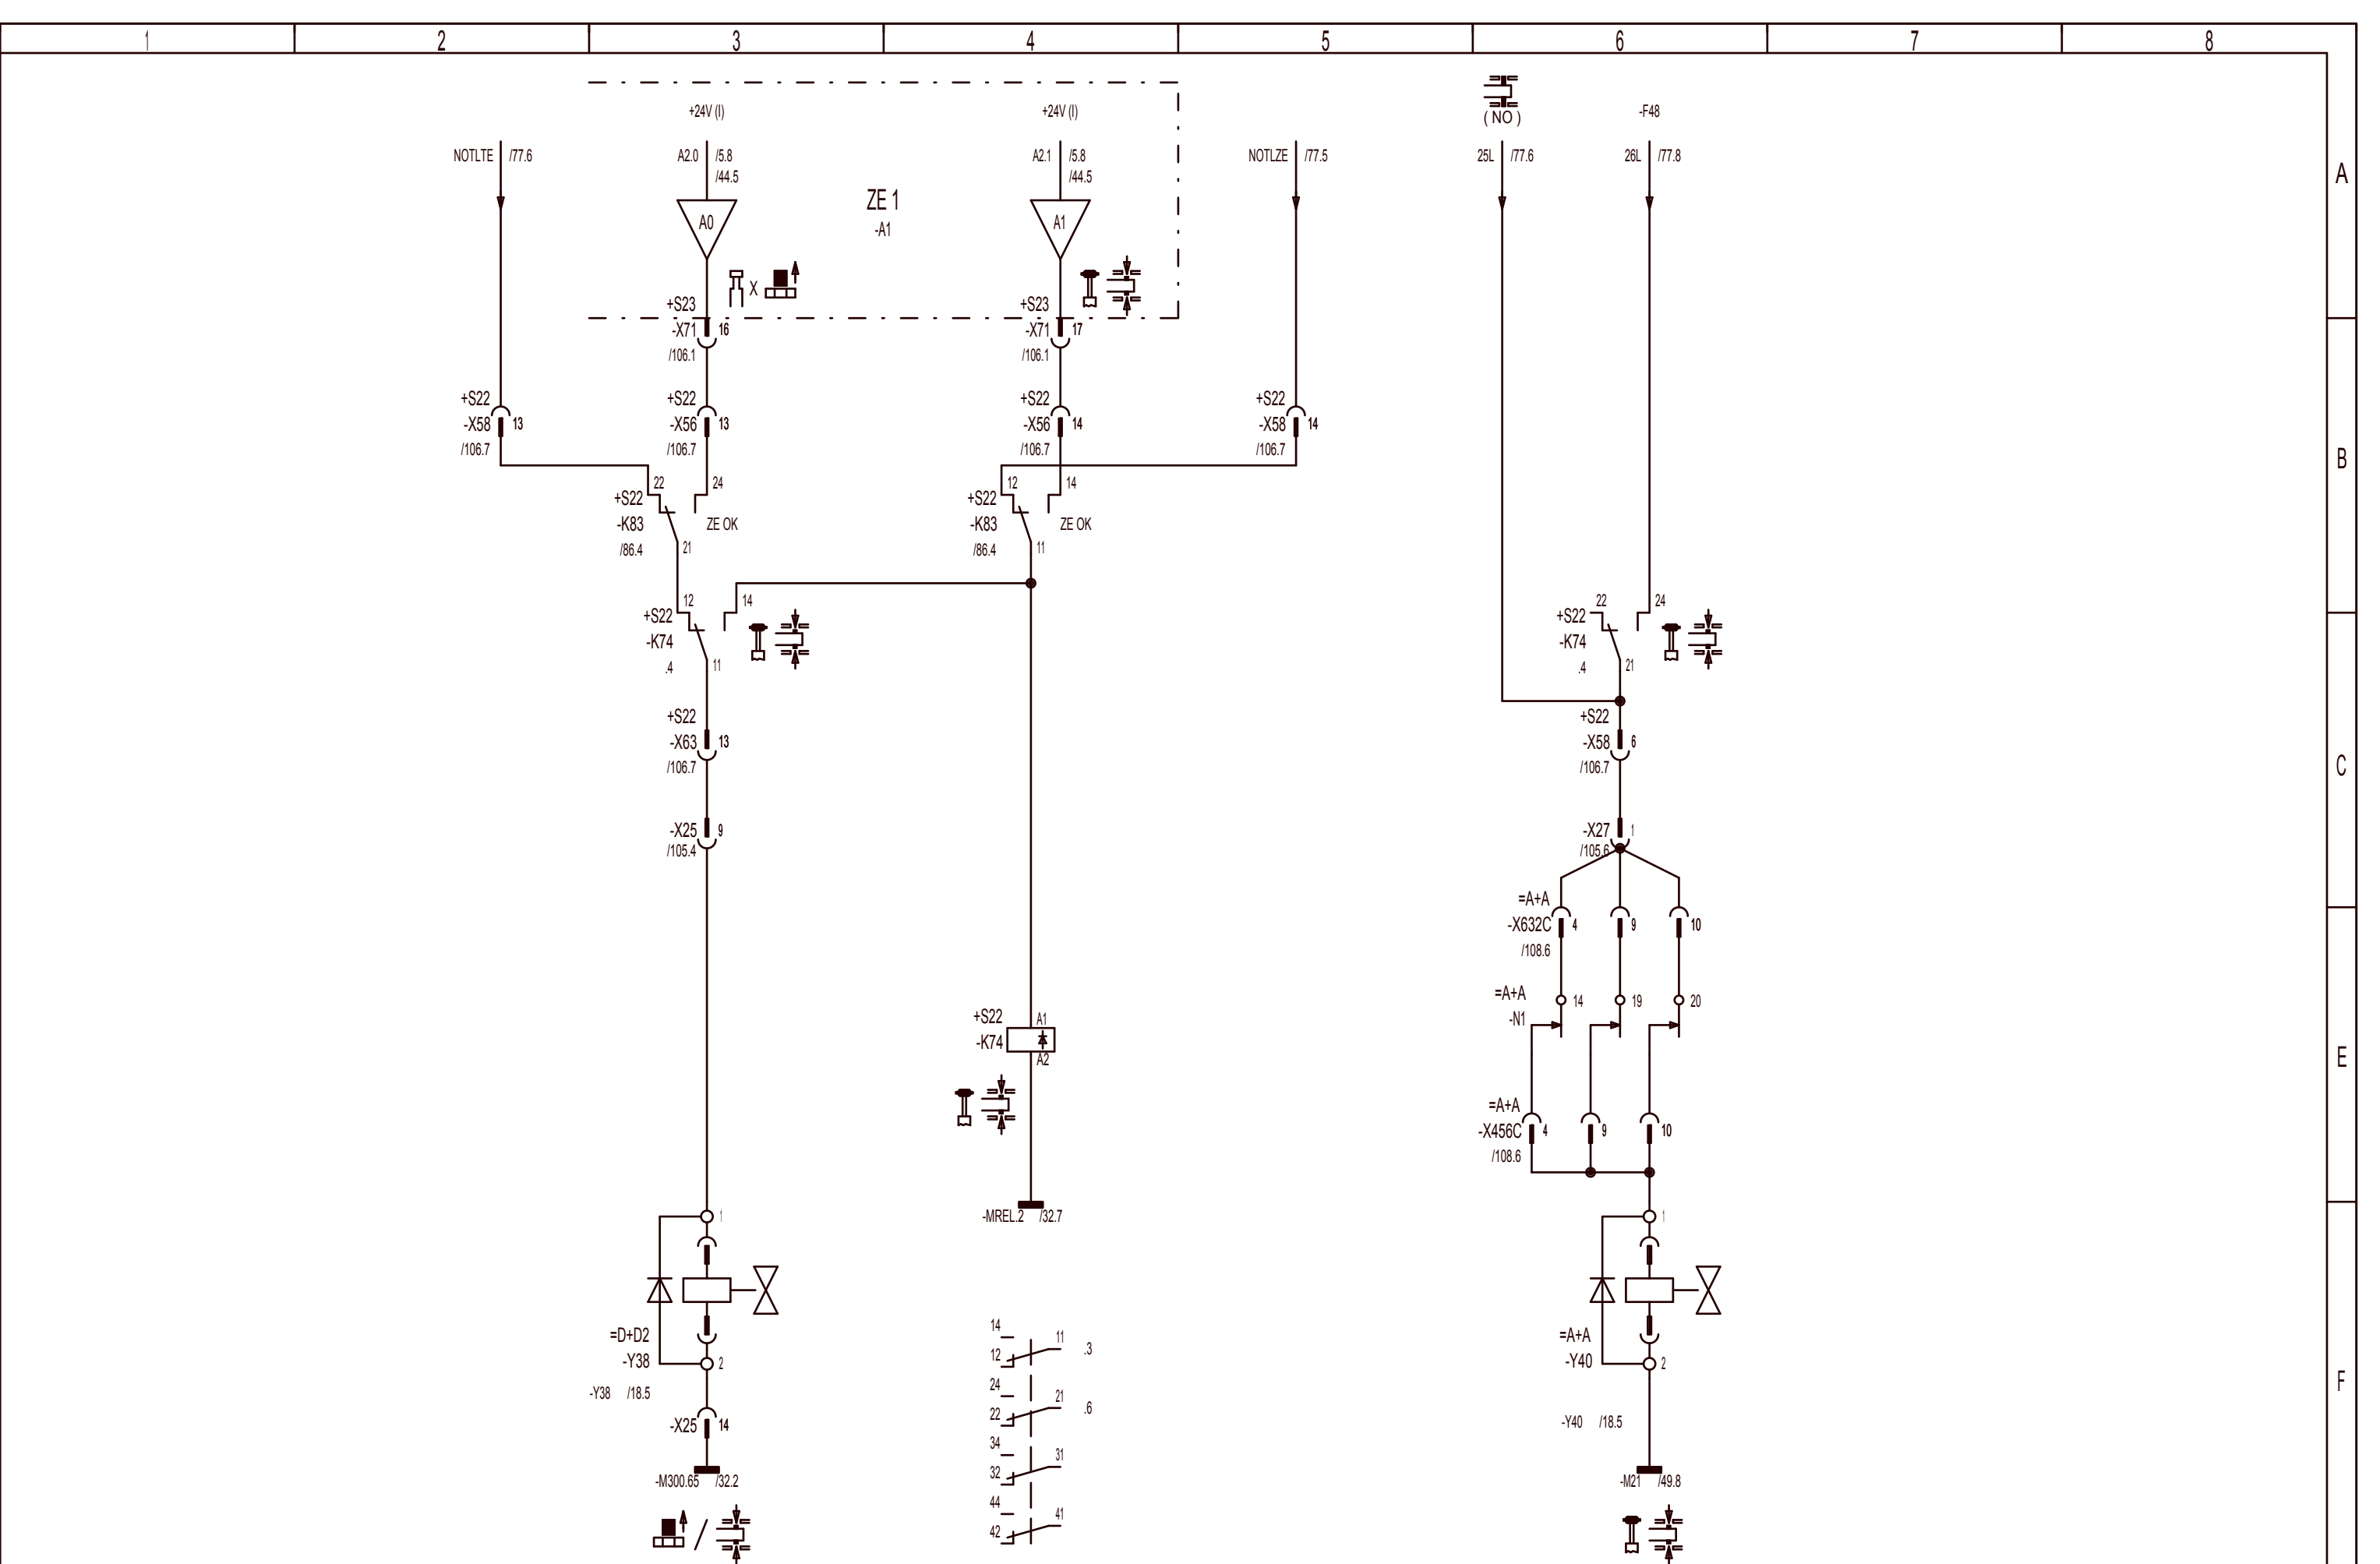 1 2 3 4 5 6 7 8
+24V (I) +24V (I) ( NO ) -F48
NOTLTE /77.6 A2.0 /5.8 A2.1 /5.8 NOTLZE /77.5 25L /77.6 26L /77.8
/44.5 /44.5
A
ZE 1
A0 A1
-A1
X
+S23 +S23
-X71 16 -X71 17
/106.1 /106.1
+S22 +S22 +S22 +S22
-X58 13 -X56 13 -X56 14 -X58 14
/106.7 /106.7 /106.7 /106.7
B
22 24 12 14
+S22 +S22
-K83 ZE OK -K83 ZE OK
/86.4 21 /86.4 11
12 14 22 24
+S22 +S22
-K74 -K74
.4 11 .4 21
+S22 +S22
-X63 13 -X58 6
/106.7 /106.7
C
-X25 9 -X27 1
/105.4 /105.6
=A+A
-X632C 4 9 10
/108.6
=A+A 14 19 20
-N1
+S22 A1
-K74
A2
E
=A+A
-X456C 4 9 10
/108.6
1 -MREL.2 /32.7 1
=D+D2 =A+A
-Y38 2 -Y40 2
-Y38 /18.5 -Y40 /18.5
F
14 11 .3
12
24 21 .6
22
-X25 14
34 31
32
-M300.65 /32.2 -M21 /49.8
44 41
42